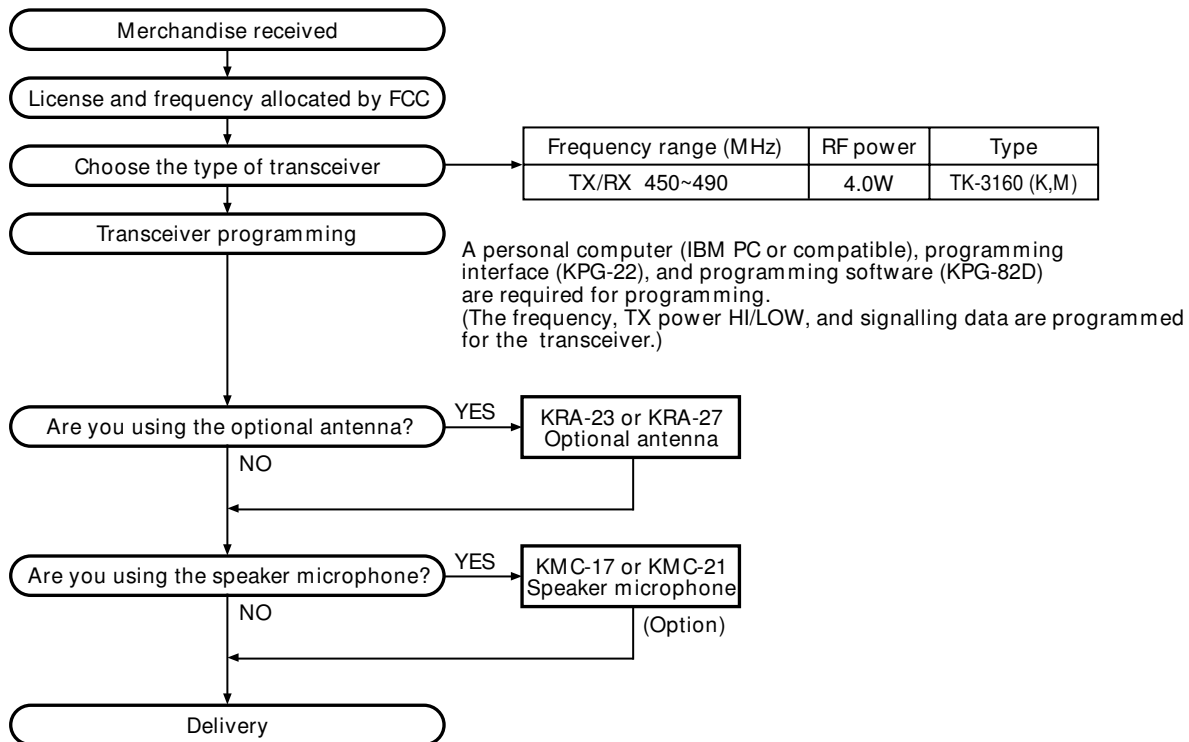 Merchandise received
License and frequency allocated by FCC
Choose the type of transceiver
Frequency range (MHz) RF power Type
TX/RX 450~490 4.0W TK-3160 (K,M)
Transceiver programming
A personal computer (IBM PC or compatible), programming
interface (KPG-22), and programming software (KPG-82D)
are required for programming.
(The frequency, TX power HI/LOW, and signalling data are programmed
for the transceiver.)
Are you using the optional antenna?
YES
KRA-23 or KRA-27
Optional antenna
NO
Are you using the speaker microphone?
YES
KMC-17 or KMC-21
Speaker microphone
NO
(Option)
Delivery